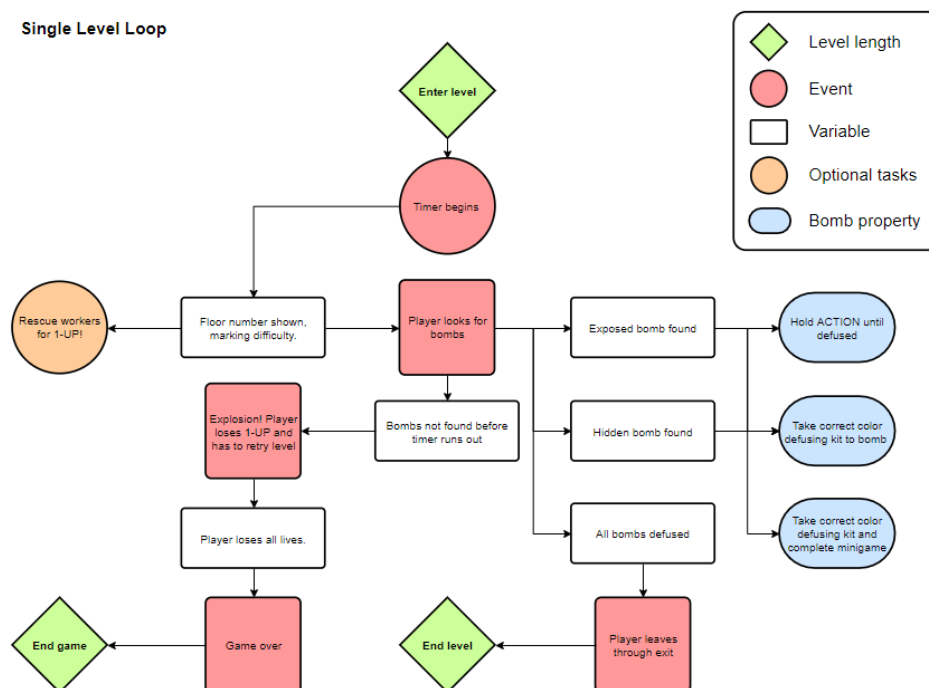 Single Level Loop
Level length
Event
Variable
Optional tasks
Bomb property
Enter level
Timer begins
Rescue workers
for 1-UP!
Floor number shown,
marking difficulty.
Player looks for
bombs
Exposed bomb found
Hold ACTION until
defused
Explosion! Player
loses 1-UP and
has to retry level
Bombs not found before
timer runs out
Hidden bomb found
Take correct color
defusing kit to bomb
Player loses all lives.
All bombs defused
Take correct color
defusing kit and
complete minigame
End game
Game over
End level
Player leaves
through exit